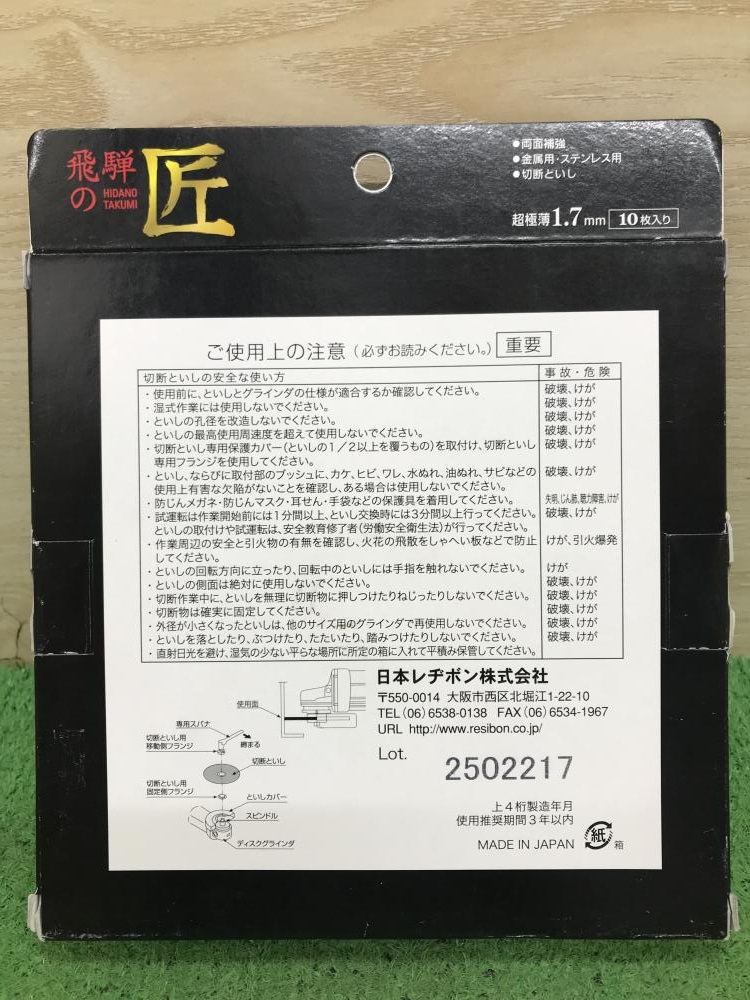 飛騨の匠
HIDANO
TAKUMI
●両面補強
●金属用・ステンレス用
●切断といし
超極薄1.7mm 10枚入り
ご使用上の注意(必ずお読みください。) 重要
切断といしの安全な使い方 事故・危険
・使用前に、といしとグラインダの仕様が適合するか確認してください。 破壊、けが
・湿式作業には使用しないでください。 破壊、けが
・といしの孔径を改造しないでください。 破壊、けが
・といしの最高使用周速度を超えて使用しないでください。 破壊、けが
・切断といし専用保護カバー(といしの1/2以上を覆うもの)を取付け、切断といし 破壊、けが
専用フランジを使用してください。
・といし、ならびに取付部のブッシュに、カケ、ヒビ、ワレ、水ぬれ、油ぬれ、サビなどの 破壊、けが
使用上有害な欠陥がないことを確認し、ある場合は使用しないでください。
・防じんメガネ・防じんマスク・耳せん・手袋などの保護具を着用してください。 失明、じん肺、聴力障害、けが
・試運転は作業開始前には1分間以上、といし交換時には3分間以上行ってください。 破壊、けが
といしの取付けや試運転は、安全教育修了者(労働安全衛生法)が行ってください。
・作業周辺の安全と引火物の有無を確認し、火花の飛散をしゃへい板などで防止 けが、引火爆発
してください。
・といしの回転方向に立ったり、回転中のといしには手指を触れないでください。 けが
・といしの側面は絶対に使用しないでください。 破壊、けが
・切断作業中に、といしを無理に切断物に押しつけたりねじったりしないでください。 破壊、けが
・切断物は確実に固定してください。 破壊、けが
・外径が小さくなったといしは、他のサイズ用のグラインダで再使用しないでください。 破壊、けが
・といしを落としたり、ぶつけたり、たたいたり、踏みつけたりしないでください。 破壊、けが
・直射日光を避け、湿気の少ない平らな場所に所定の箱に入れて平積み保管してください。
使用面
専用スパナ
締まる
切断といし用
移動側フランジ
切断といし
切断といし用
固定側フランジ
といしカバー
スピンドル
ディスクグラインダ
日本レヂボン株式会社
〒550-0014 大阪市西区北堀江1-22-10
TEL(06)6538-0138 FAX(06)6534-1967
URL http://www.resibon.co.jp/
Lot. 2502217
上4桁製造年月
使用推奨期間3年以内
MADE IN JAPAN 紙 箱